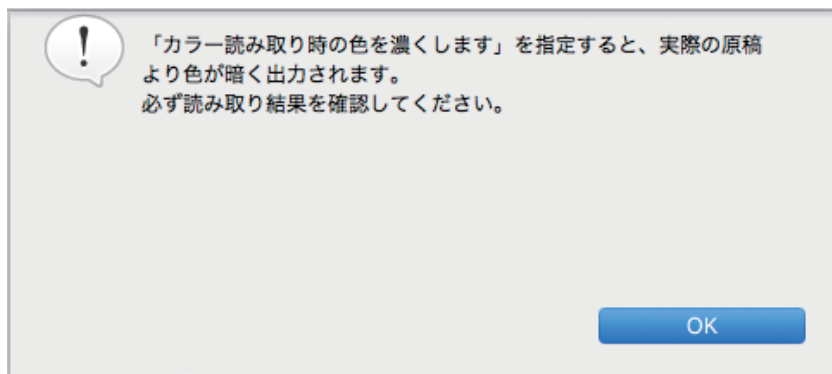 「カラー読み取り時の色を濃くします」を指定すると、実際の原稿
より色が暗く出力されます。
必ず読み取り結果を確認してください。
OK